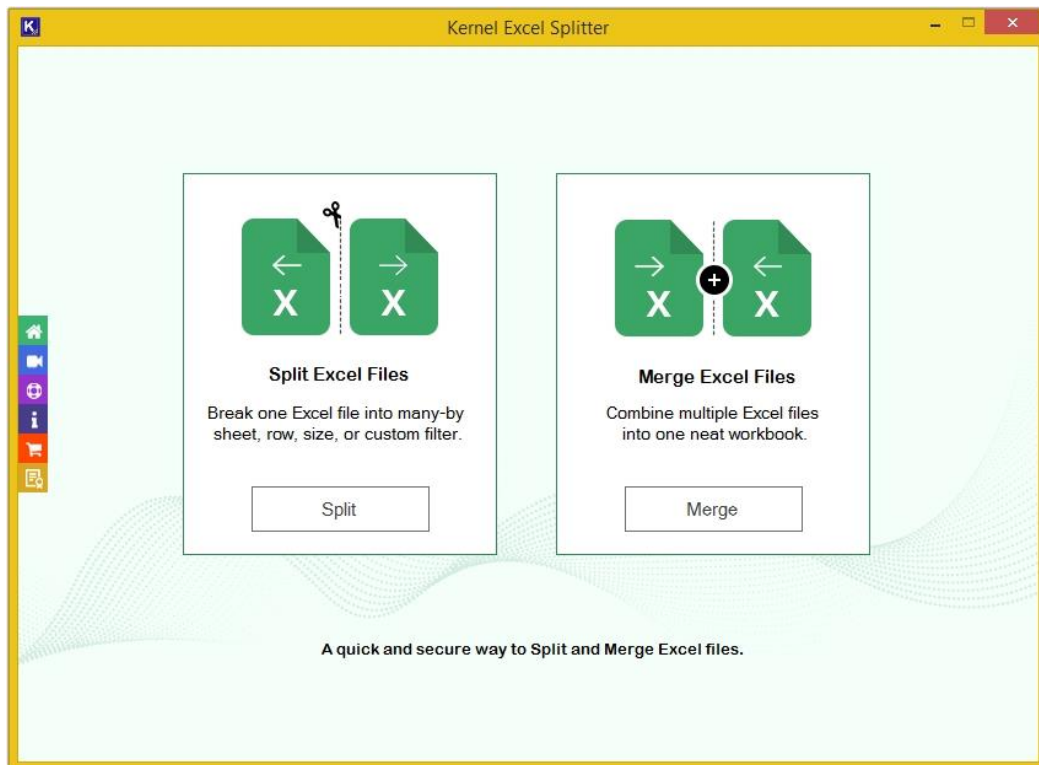 Kernel Excel Splitter
X
X
X
X
Split Excel Files
Break one Excel file into many-by
sheet, row, size, or custom filter.
Split
Merge Excel Files
Combine multiple Excel files
into one neat workbook.
Merge
A quick and secure way to Split and Merge Excel files.